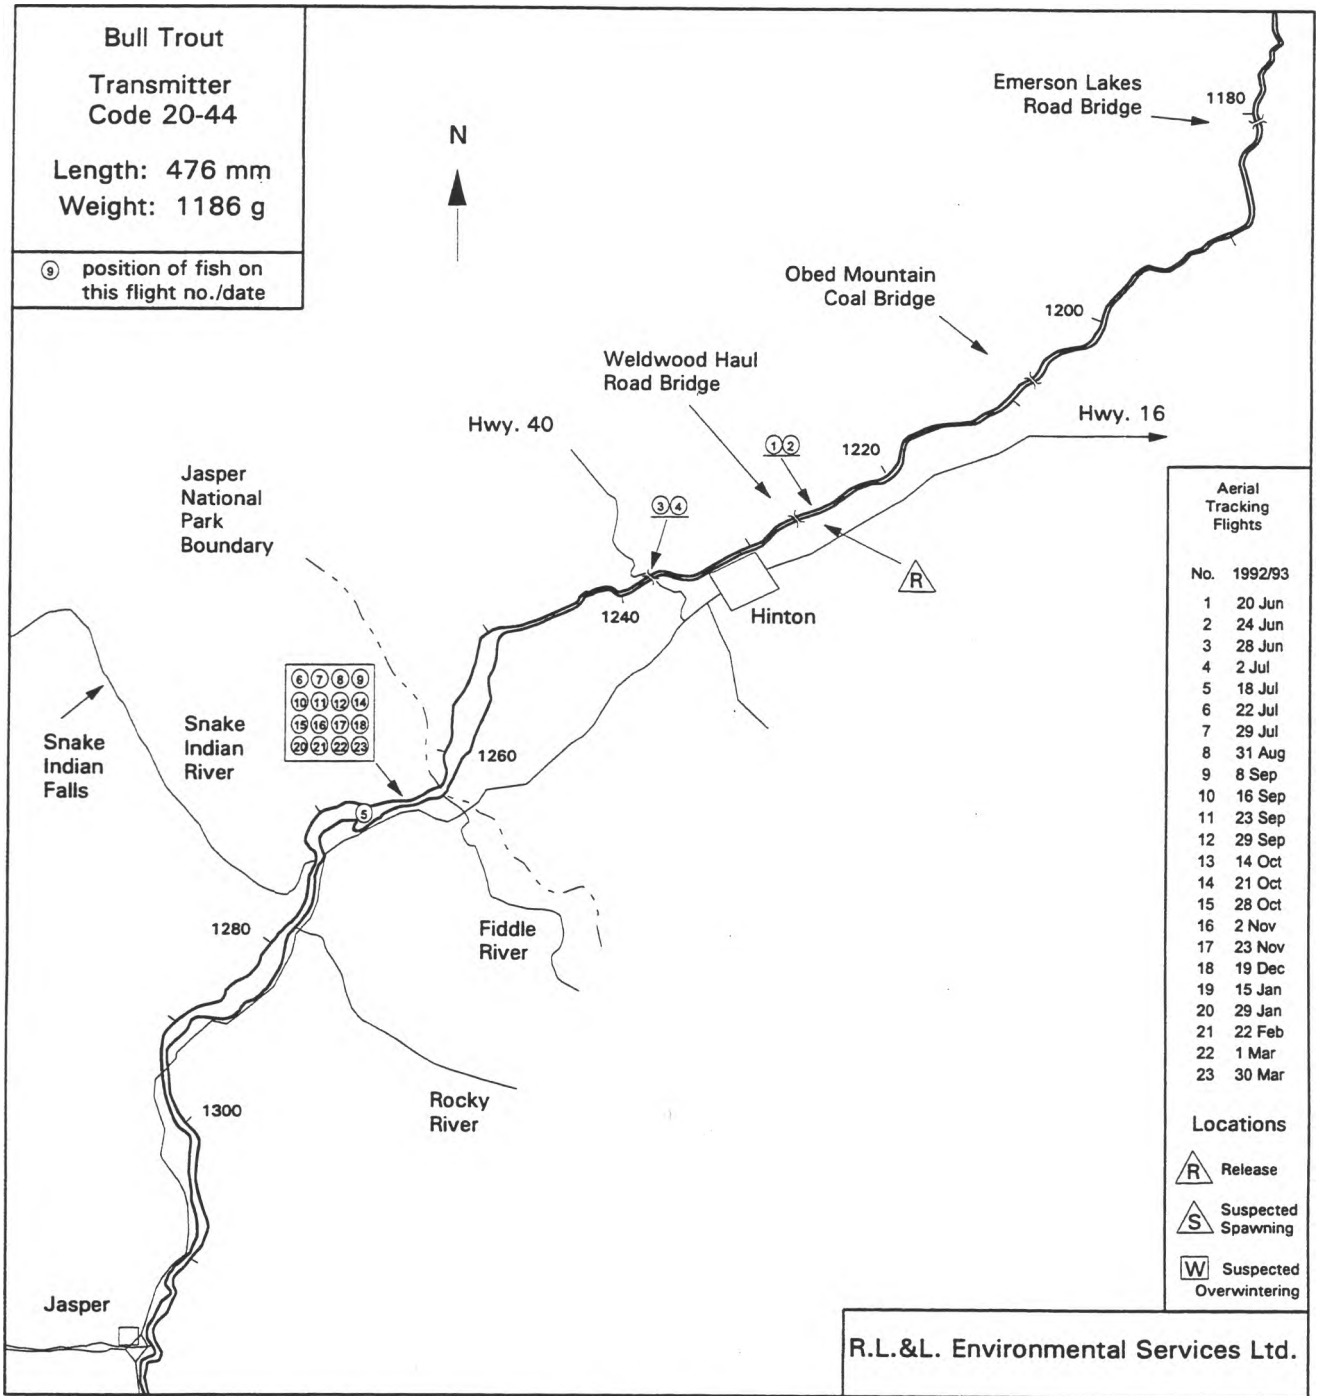 Bull Trout
Transmitter
Code 20-44
Length: 476 mm
Weight: 1186 g
9 position of fish on
this flight no./date
N
Emerson Lakes
Road Bridge
1180
Obed Mountain
Coal Bridge
1200
Weldwood Haul
Road Bridge
Hwy. 40
Hwy. 16
1 2
1220
Jasper
National
Park
Boundary
3 4
R
1240
Hinton
6 7 8 9
10 11 12 14
15 16 17 18
20 21 22 23
Snake
Indian
Falls
Snake
Indian
River
1260
5
1280
Fiddle
River
Rocky
River
1300
Jasper
Aerial
Tracking
Flights
No. 1992/93
1 20 Jun
2 24 Jun
3 28 Jun
4 2 Jul
5 18 Jul
6 22 Jul
7 29 Jul
8 31 Aug
9 8 Sep
10 16 Sep
11 23 Sep
12 29 Sep
13 14 Oct
14 21 Oct
15 28 Oct
16 2 Nov
17 23 Nov
18 19 Dec
19 15 Jan
20 29 Jan
21 22 Feb
22 1 Mar
23 30 Mar
Locations
R Release
S Suspected
Spawning
W Suspected
Overwintering
R.L.&L. Environmental Services Ltd.